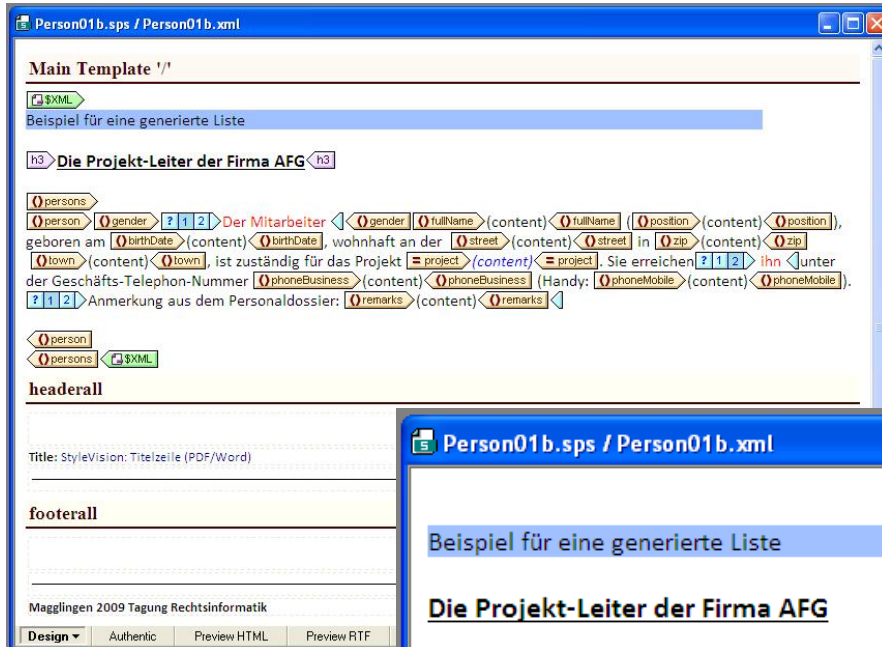 Person01b.sps / Person01b.xml
Main Template '/'
$XML
Beispiel für eine generierte Liste
h3 Die Projekt-Leiter der Firma AFG h3
() persons
() person () gender ? 1 2 Der Mitarbeiter () gender () fullName (content) () fullName ( () position (content) () position ),
geboren am () birthDate (content) () birthDate , wohnhaft an der () street (content) () street in () zip (content) () zip
() town (content) () town , ist zuständig für das Projekt = project (content) = project . Sie erreichen ? 1 2 ihn unter
der Geschäfts-Telephon-Nummer () phoneBusiness (content) () phoneBusiness (Handy: () phoneMobile (content) () phoneMobile ).
? 1 2 Anmerkung aus dem Personaldossier: () remarks (content) () remarks
() person
() persons $XML
headerall
Title: StyleVision: Titelzeile (PDF/Word)
footerall
Magglingen 2009 Tagung Rechtsinformatik
Design Authentic Preview HTML Preview RTF
Person01b.sps / Person01b.xml
Beispiel für eine generierte Liste
Die Projekt-Leiter der Firma AFG